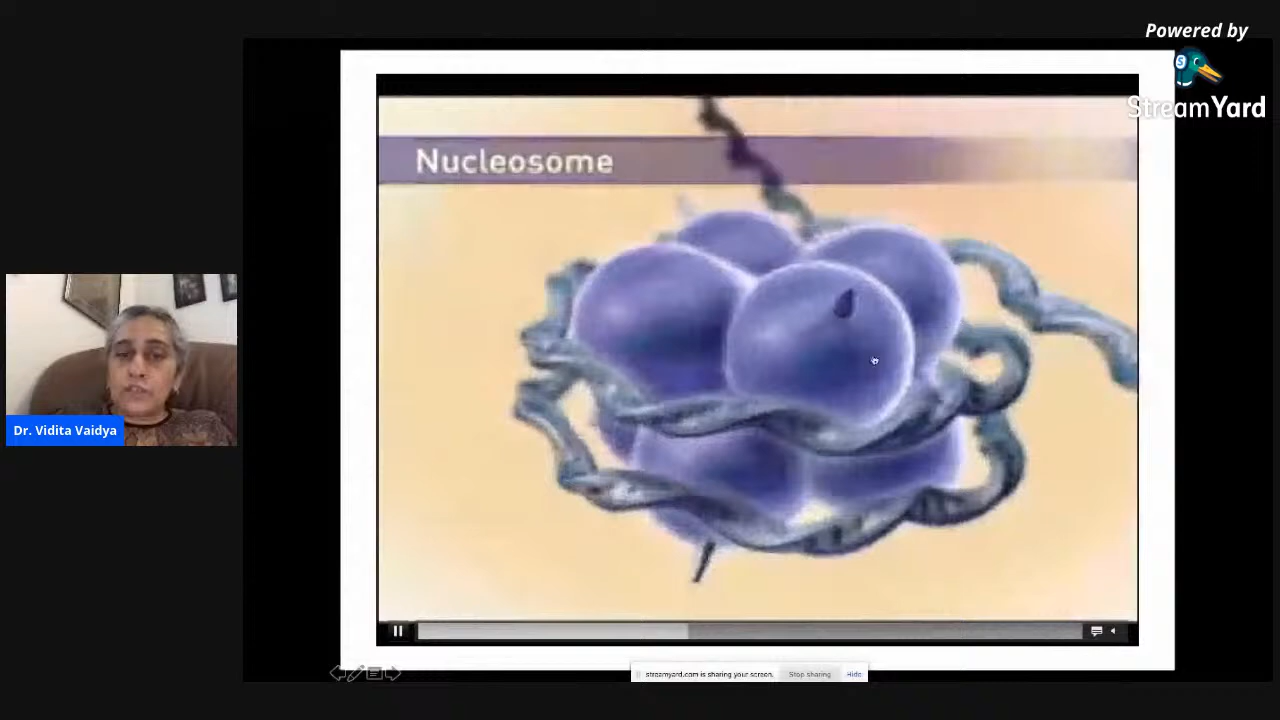 Powered by
StreamYard
Nucleosome
Dr. Vidita Vaidya
streamyard.com is sharing your screen.
Stop sharing
Hide